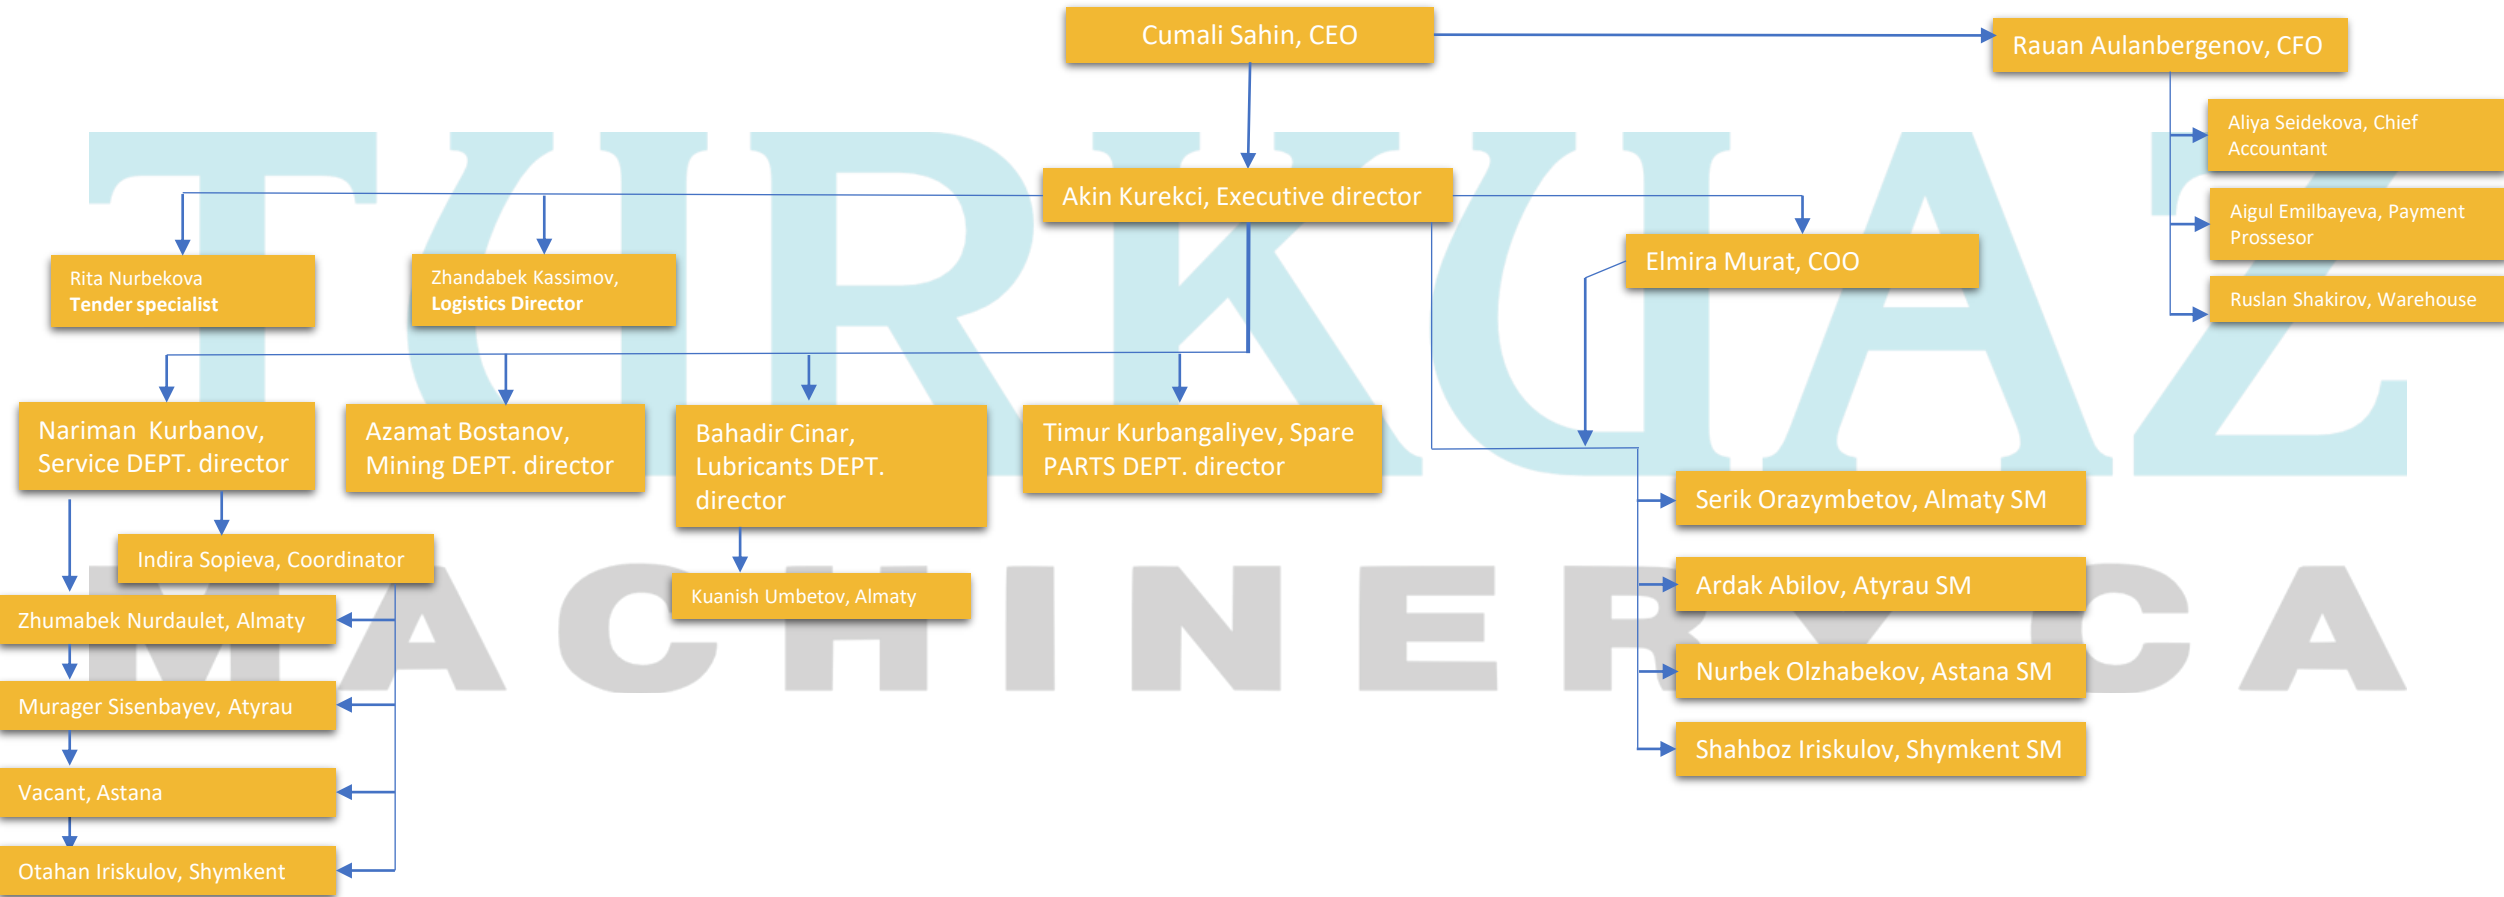 Cumali Sahin, CEO
Rauan Aulanbergenov, CFO
Aliya Seidekova, Chief
Accountant
Aigul Emilbayeva, Payment
Prossesor
Ruslan Shakirov, Warehouse
Akin Kurekci, Executive director
Elmira Murat, COO
Rita Nurbekova
Tender specialist
Zhandabek Kassimov,
Logistics Director
Nariman  Kurbanov,
Service DEPT. director
Azamat Bostanov,
Mining DEPT. director
Bahadir Cinar,
Lubricants DEPT.
director
Timur Kurbangaliyev, Spare
PARTS DEPT. director
Serik Orazymbetov, Almaty SM
Ardak Abilov, Atyrau SM
Nurbek Olzhabekov, Astana SM
Shahboz Iriskulov, Shymkent SM
Indira Sopieva, Coordinator
Kuanish Umbetov, Almaty
Zhumabek Nurdaulet, Almaty
Murager Sisenbayev, Atyrau
Vacant, Astana
Otahan Iriskulov, Shymkent
TURKUAZ
MACHINERY CA